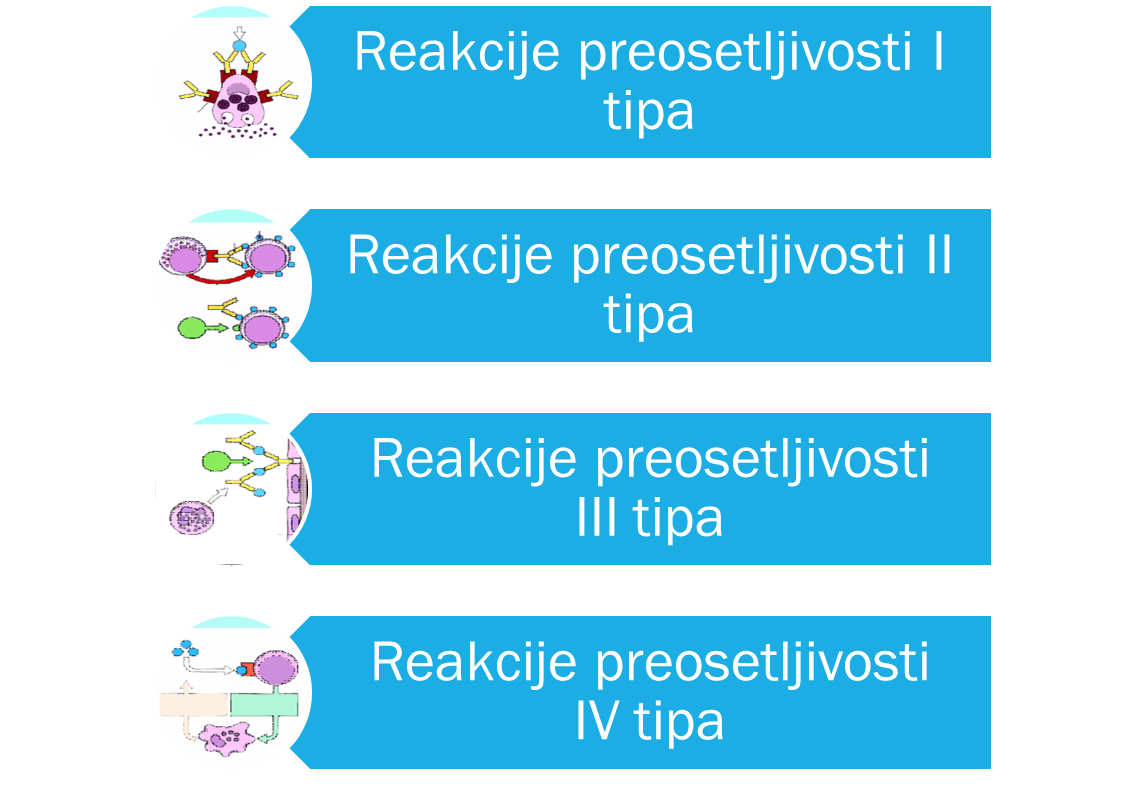 Reakcije preosetljivosti I
tipa
Reakcije preosetljivosti II
tipa
Reakcije preosetljivosti
III tipa
Reakcije preosetljivosti
IV tipa